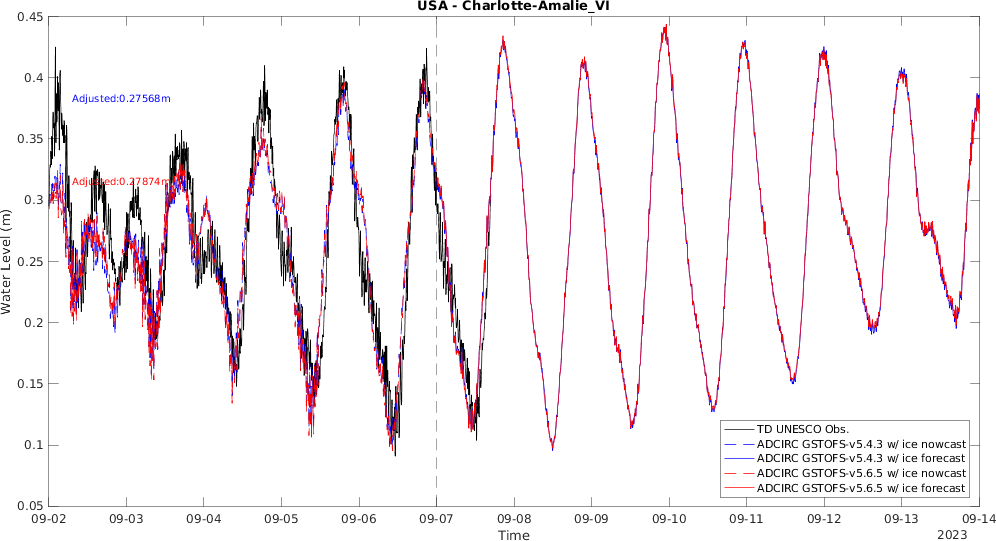 USA - Charlotte-Amalie_VI
0.45
0.4
0.35
0.3
0.25
0.2
0.15
0.1
0.05
Water Level (m)
Adjusted:0.27568m
Adjusted:0.27874m
TD UNESCO Obs.
ADCIRC GSTOFS-v5.4.3 w/ ice nowcast
ADCIRC GSTOFS-v5.4.3 w/ ice forecast
ADCIRC GSTOFS-v5.6.5 w/ ice nowcast
ADCIRC GSTOFS-v5.6.5 w/ ice forecast
09-02 09-03 09-04 09-05 09-06 09-07 09-08 09-09 09-10 09-11 09-12 09-13 09-14
Time
2023